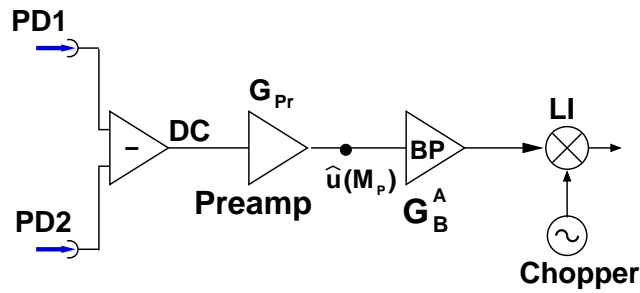 PD1
PD2
−
DC
G_Pr
Preamp
û(M_P)
BP
G_B^A
LI
Chopper